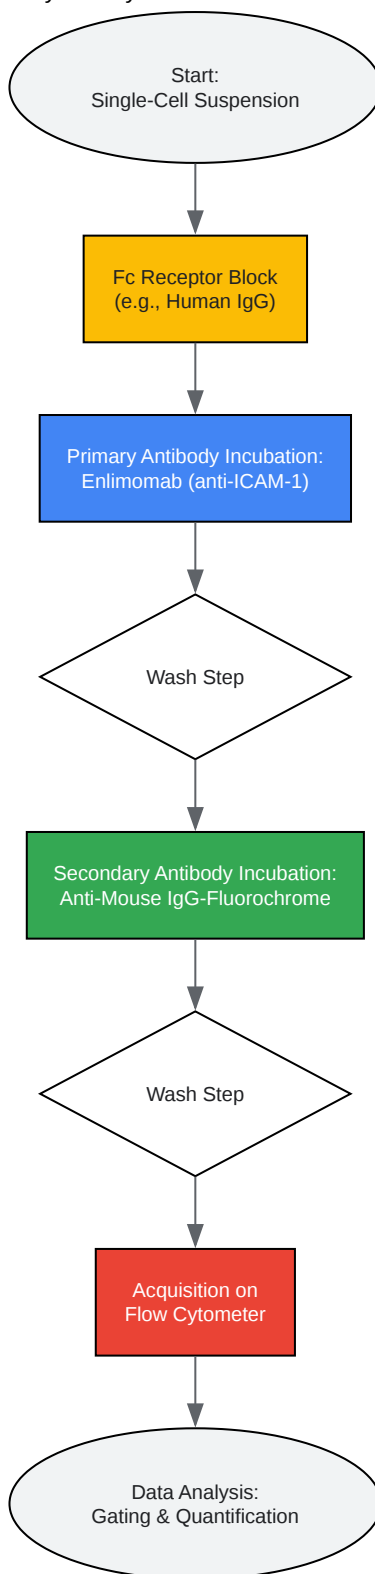 Start:
Single-Cell Suspension
Fc Receptor Block
(e.g., Human IgG)
Primary Antibody Incubation:
Enlimomab (anti-ICAM-1)
Wash Step
Secondary Antibody Incubation:
Anti-Mouse IgG-Fluorochrome
Wash Step
Acquisition on
Flow Cytometer
Data Analysis:
Gating & Quantification